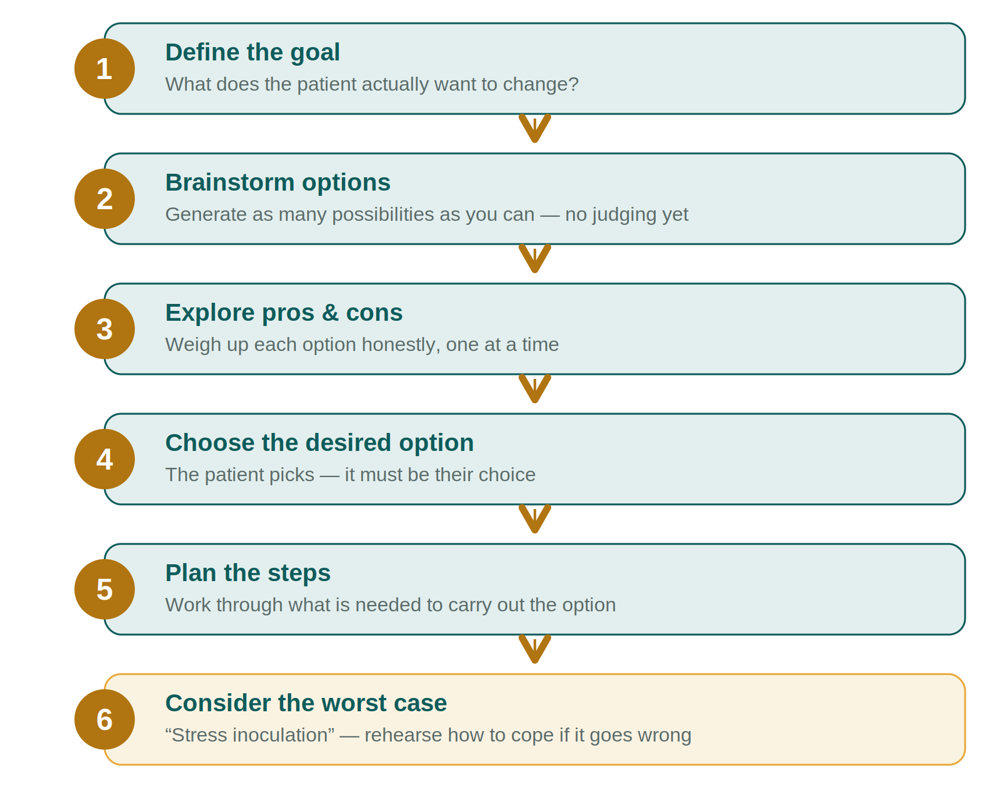 1
Define the goal
What does the patient actually want to change?
2
Brainstorm options
Generate as many possibilities as you can — no judging yet
3
Explore pros & cons
Weigh up each option honestly, one at a time
4
Choose the desired option
The patient picks — it must be their choice
5
Plan the steps
Work through what is needed to carry out the option
6
Consider the worst case
“Stress inoculation” — rehearse how to cope if it goes wrong